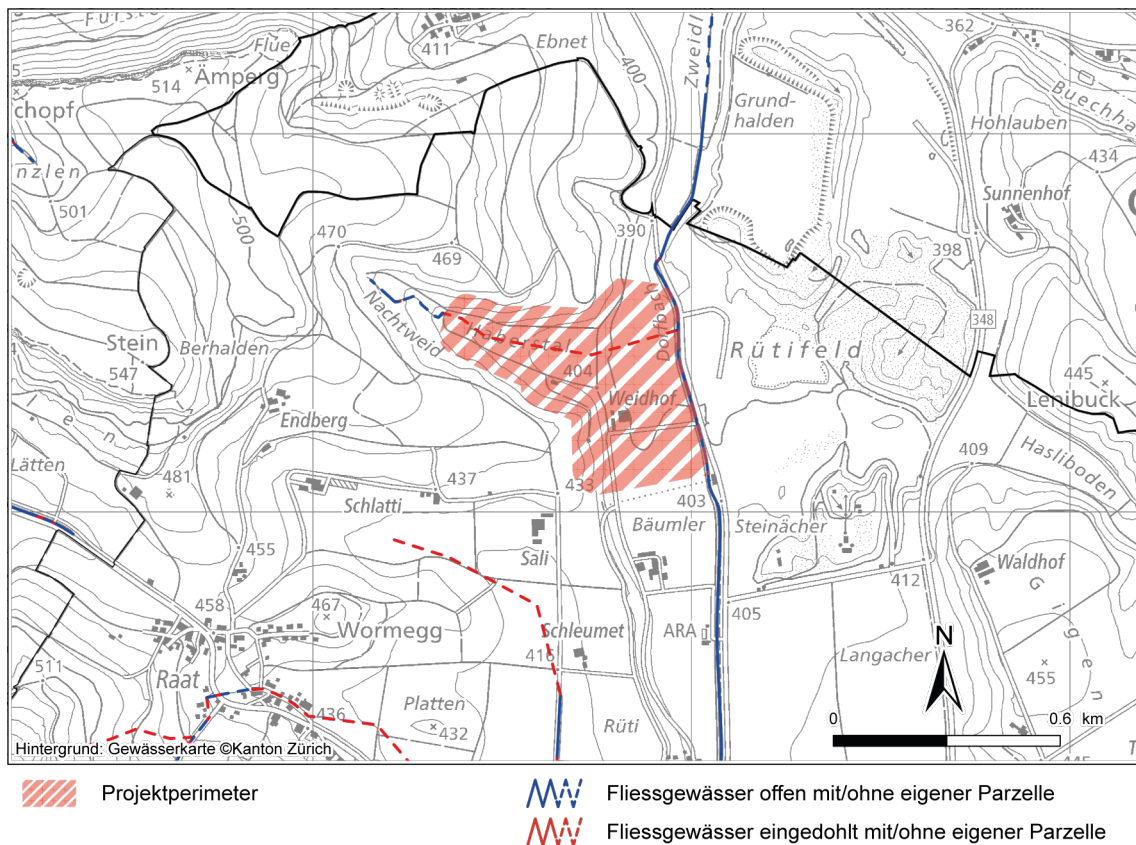 Flüe
411
Ebnet
400
Zweidl
362
514
Ämperg
Grund-
halden
Buechha
chopf
Hohlauben
434
nzlen
Sunnenhof
501
500
470
469
390
398
Nachtweid
Haberstal
Dorfbach
348
Stein
547
Berhalden
404
Rütifeld
445
Lenibuck
Weidhof
Endberg
409
Hasliboden
Lätten
481
437
433
403
Schlatti
Bäumler
Steinächer
Sali
455
412
Waldhof
458
467
Wormegg
405
N
Schleumet
ARA
Gigen
511
Raat
416
Langacher
455
436
Platten
432
Rüti
0
0.6 km
Hintergrund: Gewässerkarte ©Kanton Zürich
Projektperimeter
Fliessgewässer offen mit/ohne eigener Parzelle
Fliessgewässer eingedohlt mit/ohne eigener Parzelle